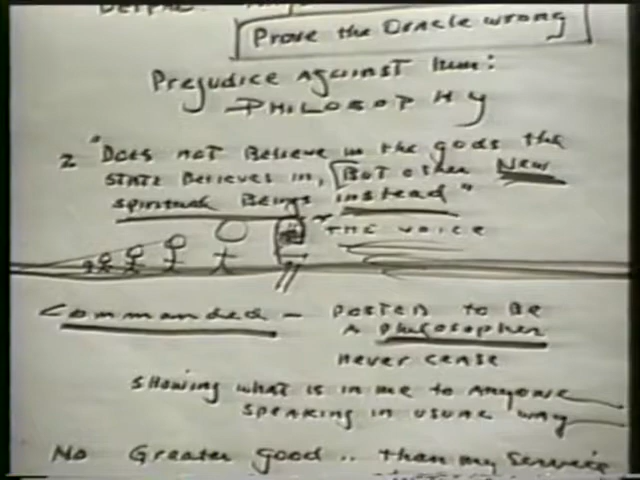 Prove the Oracle wrong
Prejudice Against him:
PHILOSOPHY
2 "Does not Believe in the gods the
STATE Believes in, [But other New
spiritual Beings instead"
- the voice
Commanded - posted to be
A philosopher
never cease
showing what is in me to Anyone
speaking in usual way
No Greater good .. than my service